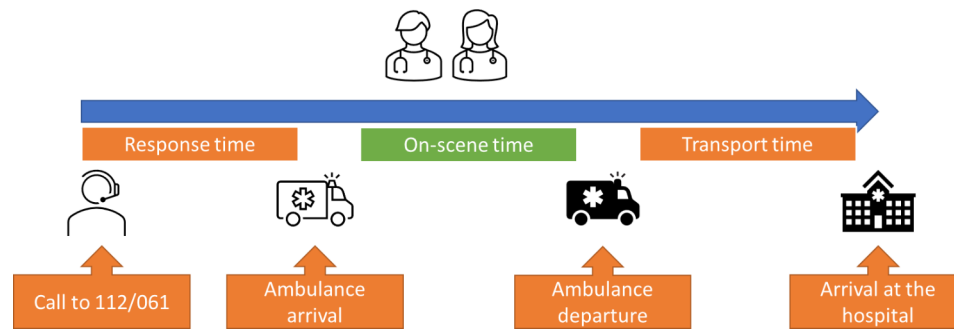 Response time
On-scene time
Transport time
Call to 112/061
Ambulance
arrival
Ambulance
departure
Arrival at the
hospital